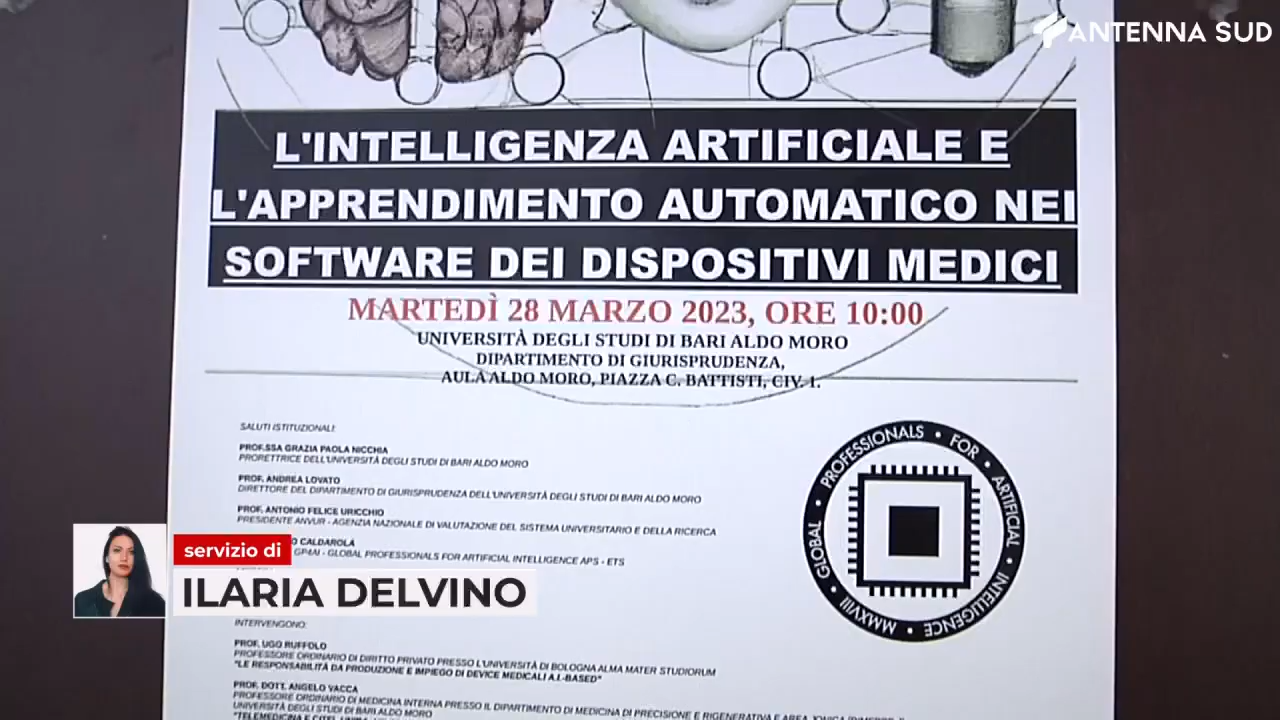 ANTENNA SUD
L'INTELLIGENZA ARTIFICIALE E
L'APPRENDIMENTO AUTOMATICO NEI
SOFTWARE DEI DISPOSITIVI MEDICI
MARTEDÌ 28 MARZO 2023, ORE 10:00
UNIVERSITÀ DEGLI STUDI DI BARI ALDO MORO
DIPARTIMENTO DI GIURISPRUDENZA,
AULA ALDO MORO, PIAZZA C. BATTISTI, CIV. 1.
SALUTI ISTITUZIONALI:
PROF.SSA GRAZIA PAOLA NICCHIA
PRORETTRICE DELL'UNIVERSITÀ DEGLI STUDI DI BARI ALDO MORO
PROF. ANDREA LOVATO
DIRETTORE DEL DIPARTIMENTO DI GIURISPRUDENZA DELL'UNIVERSITÀ DEGLI STUDI DI BARI ALDO MORO
PROF. ANTONIO FELICE URICCHIO
PRESIDENTE ANVUR - AGENZIA NAZIONALE DI VALUTAZIONE DEL SISTEMA UNIVERSITARIO E DELLA RICERCA
CALDAROLA
GP4AI - GLOBAL PROFESSIONALS FOR ARTIFICIAL INTELLIGENCE APS - ETS
GLOBAL • PROFESSIONALS • FOR • ARTIFICIAL • INTELLIGENCE • MMXVIII •
servizio di
ILARIA DELVINO
INTERVENGONO:
PROF. UGO RUFFOLO
PROFESSORE ORDINARIO DI DIRITTO PRIVATO PRESSO L'UNIVERSITÀ DI BOLOGNA ALMA MATER STUDIORUM
"LE RESPONSABILITÀ DA PRODUZIONE E IMPIEGO DI DEVICE MEDICALI A.I.-BASED"
PROF. DOTT. ANGELO VACCA
PROFESSORE ORDINARIO DI MEDICINA INTERNA PRESSO IL DIPARTIMENTO DI MEDICINA DI PRECISIONE E RIGENERATIVA E AREA JONICA
UNIVERSITÀ DEGLI STUDI DI BARI ALDO MORO